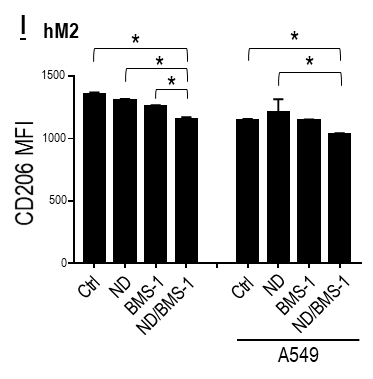 I hM2
* *
* *
*
1500
1000
500
0
CD206 MFI
Ctrl ND BMS-1 ND/BMS-1 Ctrl ND BMS-1 ND/BMS-1
A549